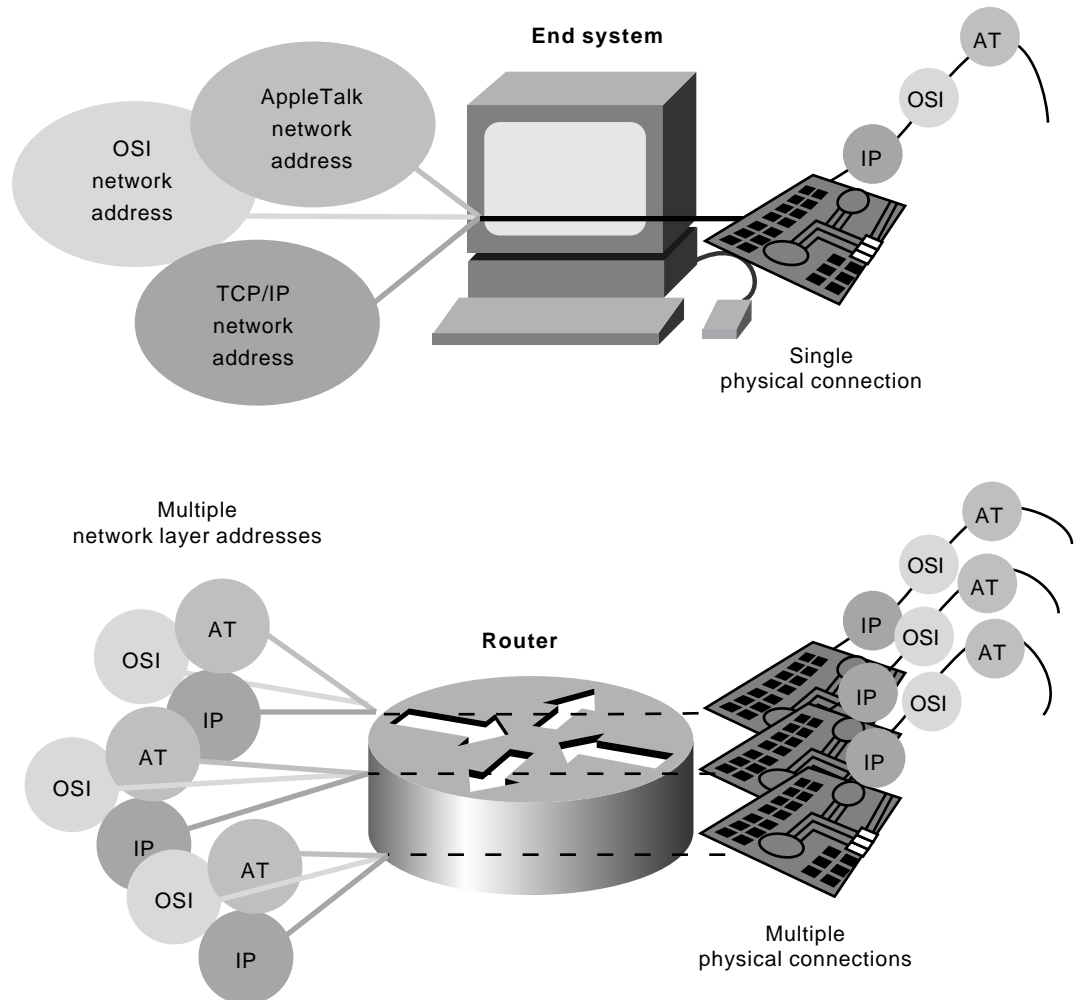 End system
AT
OSI
IP
AppleTalk
network
address
OSI
network
address
TCP/IP
network
address
Single
physical connection
Multiple
network layer addresses
Router
AT
OSI
IP
AT
OSI
IP
AT
OSI
IP
AT
OSI
IP
AT
OSI
IP
AT
OSI
IP
Multiple
physical connections